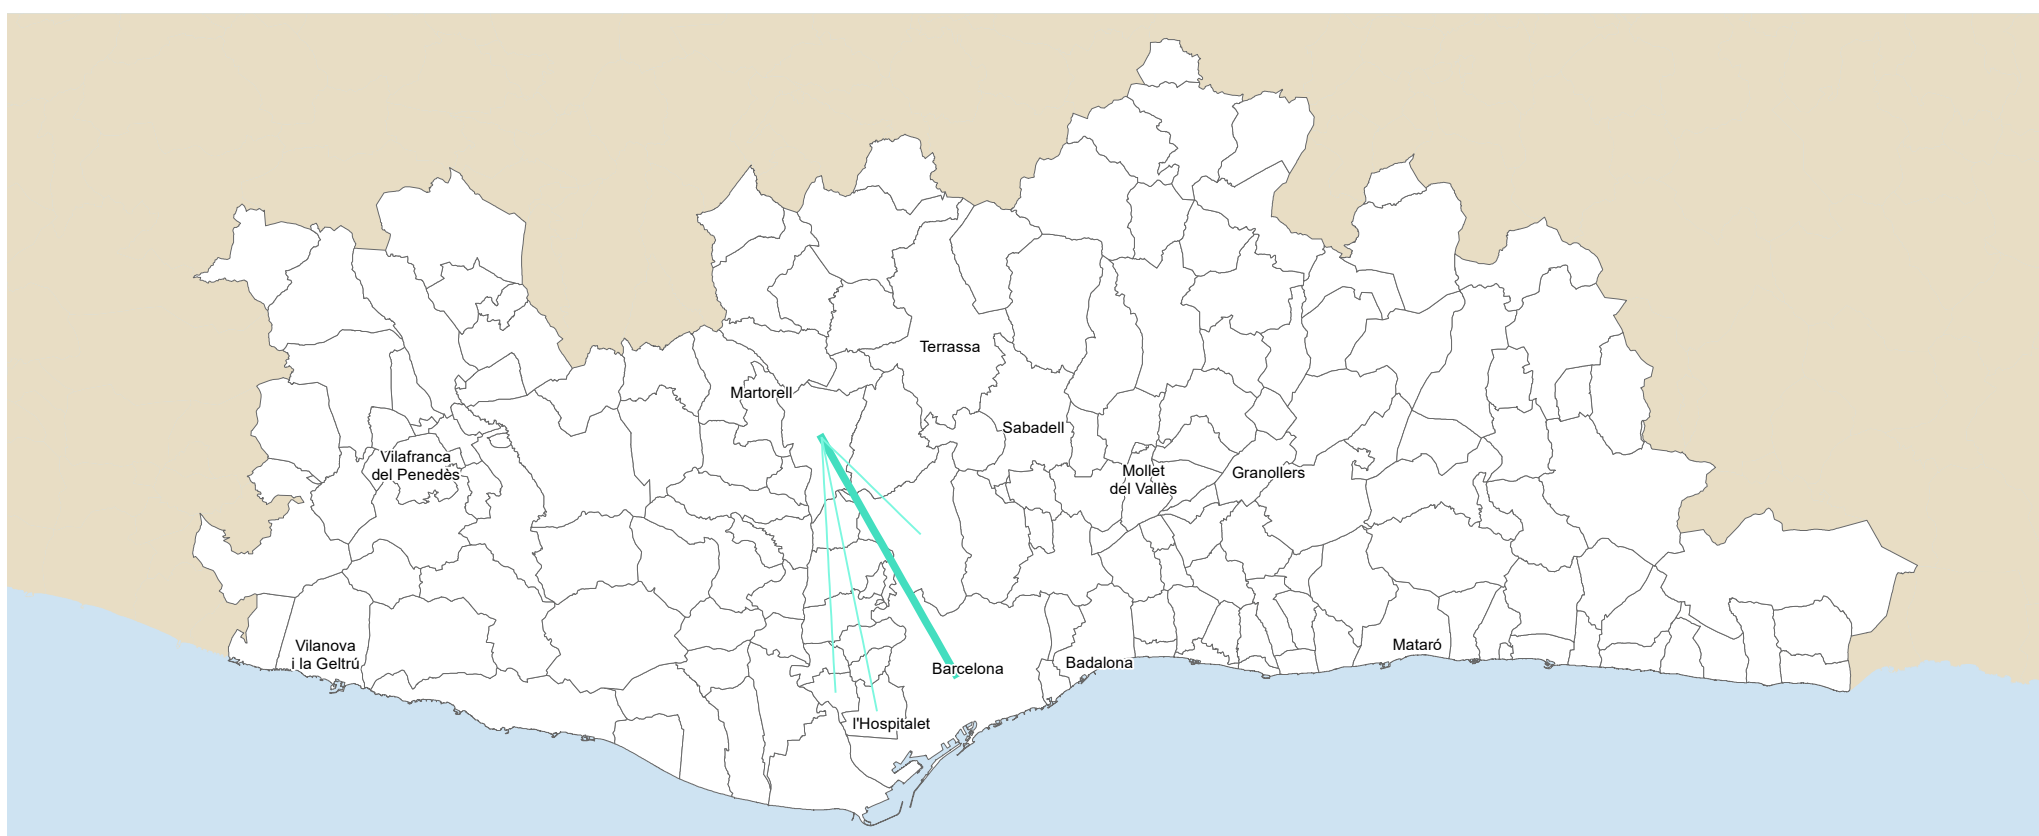 Terrassa
Martorell
Sabadell
Vilafranca
del Penedès
Mollet
del Vallès
Granollers
Vilanova
i la Geltrú
Barcelona
Badalona
Mataró
l'Hospitalet